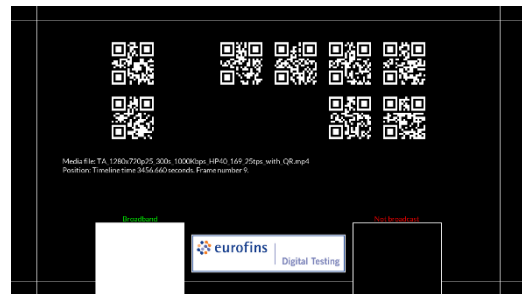 Media file: TA_1280x720p25_300s_1000Kbps_HP40_169_25tps_with_QR.mp4
Position: Timeline time 3456.660 seconds. Frame number 9.
Broadband
Not broadcast
eurofins
Digital Testing